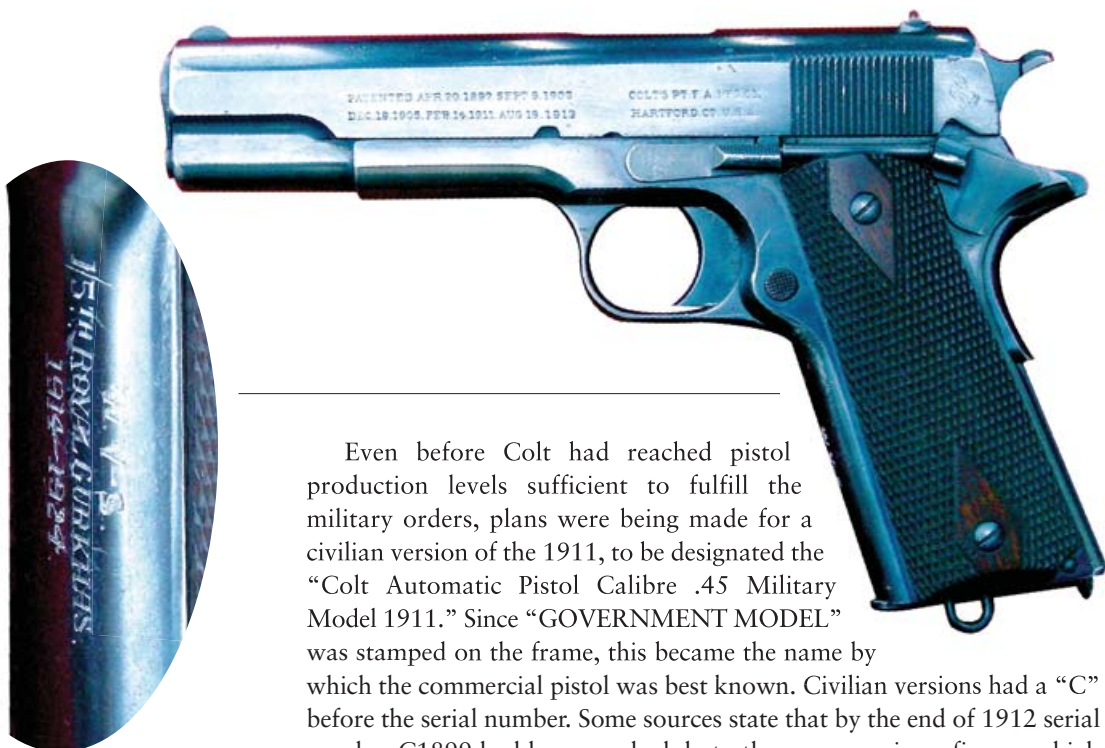 PATENTED APR.20.1897. SEPT.9.1902
DEC.19.1905. FEB.14.1911. AUG.19.1913
COLT'S PT. F. A. MFG. CO.
HARTFORD. CT. U.S.A.
W.V.S.
1/5TH ROYAL GURKHAS.
1914-1924
Even before Colt had reached pistol
production levels sufficient to fulfill the
military orders, plans were being made for a
civilian version of the 1911, to be designated the
“Colt Automatic Pistol Calibre .45 Military
Model 1911.” Since “GOVERNMENT MODEL”
was stamped on the frame, this became the name by
which the commercial pistol was best known. Civilian versions had a “C”
before the serial number. Some sources state that by the end of 1912 serial